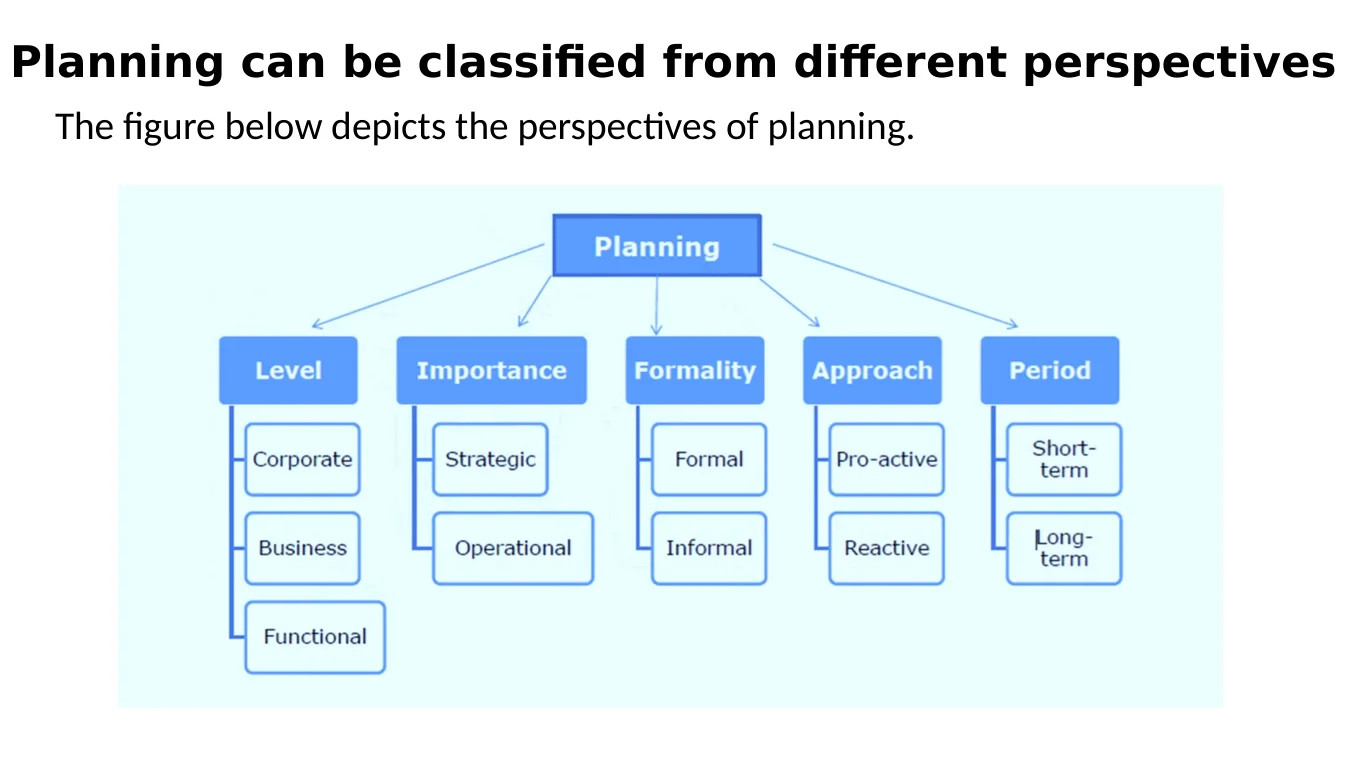 Planning can be classified from different perspectives
The figure below depicts the perspectives of planning.
Planning
Level
Importance
Formality
Approach
Period
Corporate
Strategic
Formal
Pro-active
Short-
term
Business
Operational
Informal
Reactive
Long-
term
Functional